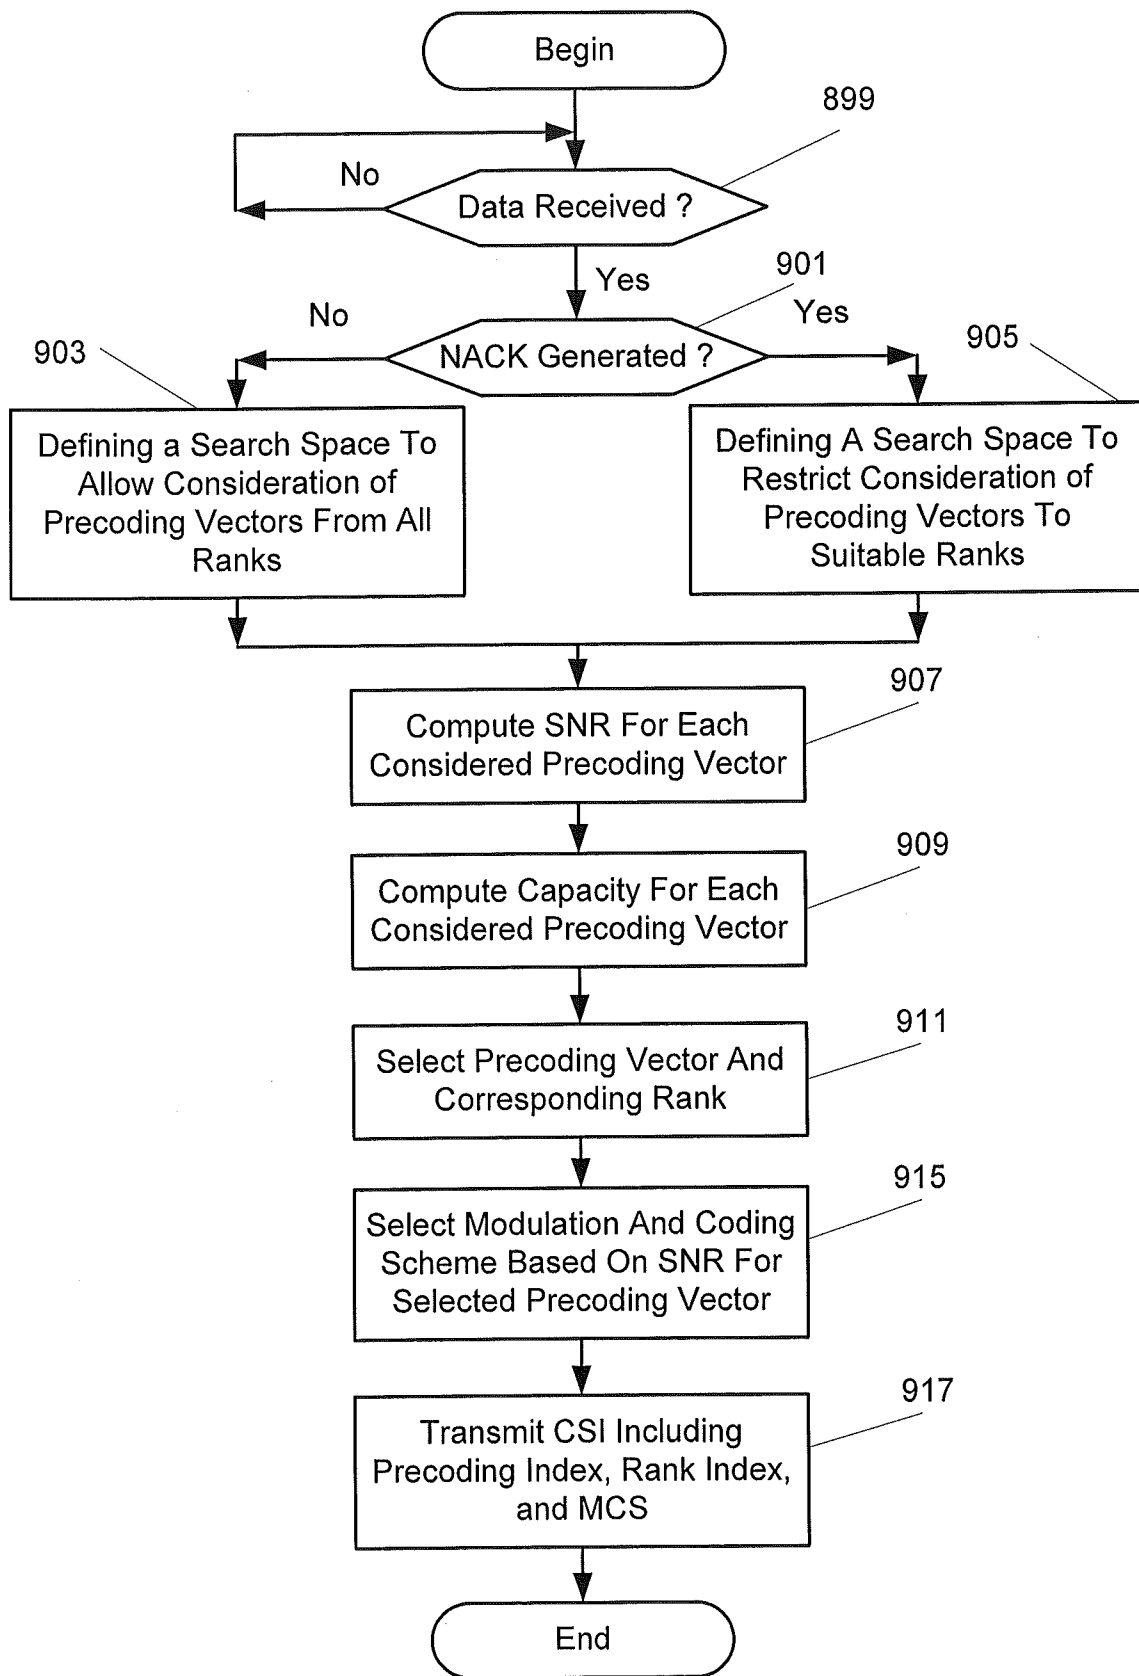 Begin
899
No
Data Received ?
Yes
901
No
Yes
903
NACK Generated ?
905
Defining a Search Space To
Allow Consideration of
Precoding Vectors From All
Ranks
Defining A Search Space To
Restrict Consideration of
Precoding Vectors To
Suitable Ranks
907
Compute SNR For Each
Considered Precoding Vector
909
Compute Capacity For Each
Considered Precoding Vector
911
Select Precoding Vector And
Corresponding Rank
915
Select Modulation And Coding
Scheme Based On SNR For
Selected Precoding Vector
917
Transmit CSI Including
Precoding Index, Rank Index,
and MCS
End